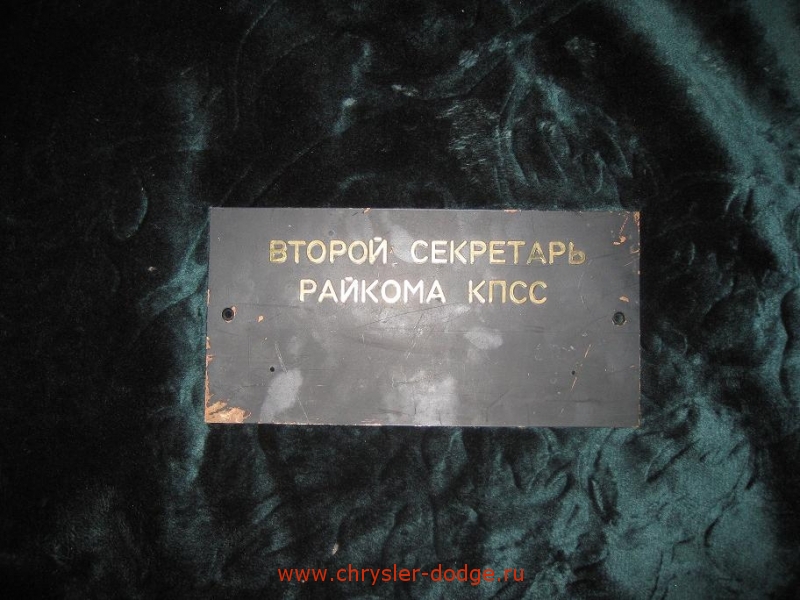 ВТОРОЙ СЕКРЕТАРЬ
РАЙКОМА КПСС
www.chrysler-dodge.ru